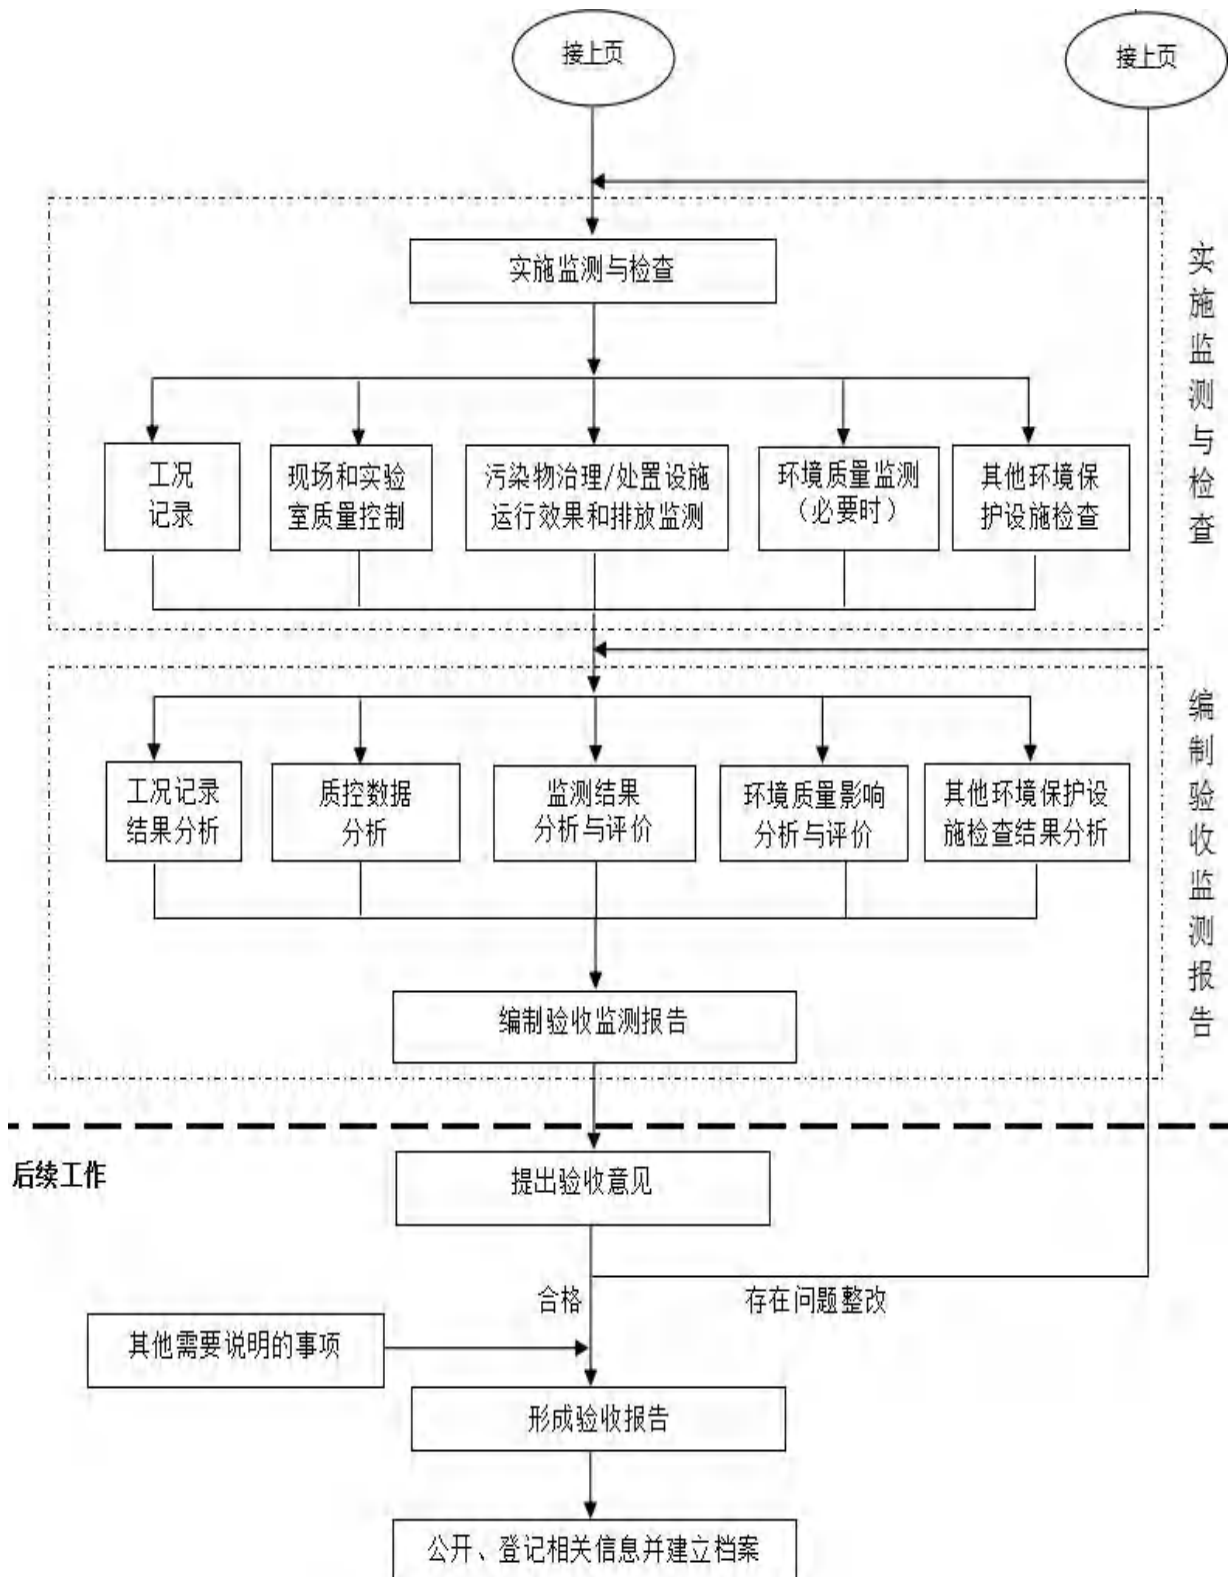 接上页
接上页
实施监测与检查
实施监测与检查
工况
记录
现场和实验
室质量控制
污染物治理/处置设施
运行效果和排放监测
环境质量监测
（必要时）
其他环境保
护设施检查
编制验收监测报告
工况记录
结果分析
质控数据
分析
监测结果
分析与评价
环境质量影响
分析与评价
其他环境保护设
施检查结果分析
编制验收监测报告
后续工作
提出验收意见
合格
存在问题整改
其他需要说明的事项
形成验收报告
公开、登记相关信息并建立档案